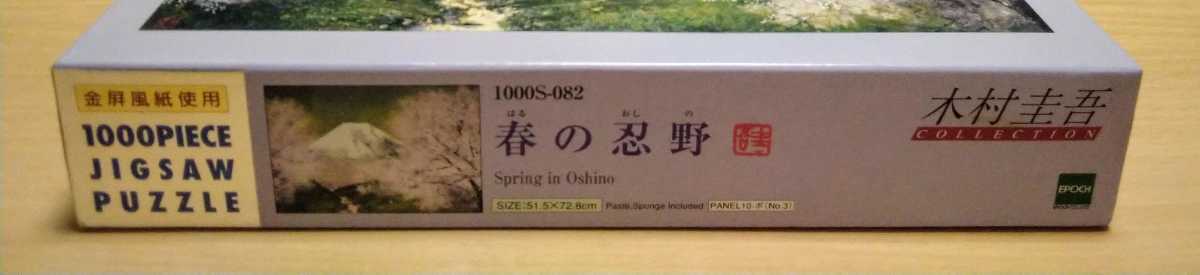 金屏風紙使用
1000PIECE
JIGSAW
PUZZLE
1000S-082
はる おし の
春の忍野
Spring in Oshino
SIZE:51.5×72.8cm Paste,Sponge Included PANEL10-ボ(No.3)
木村圭吾
COLLECTION
EPOCH